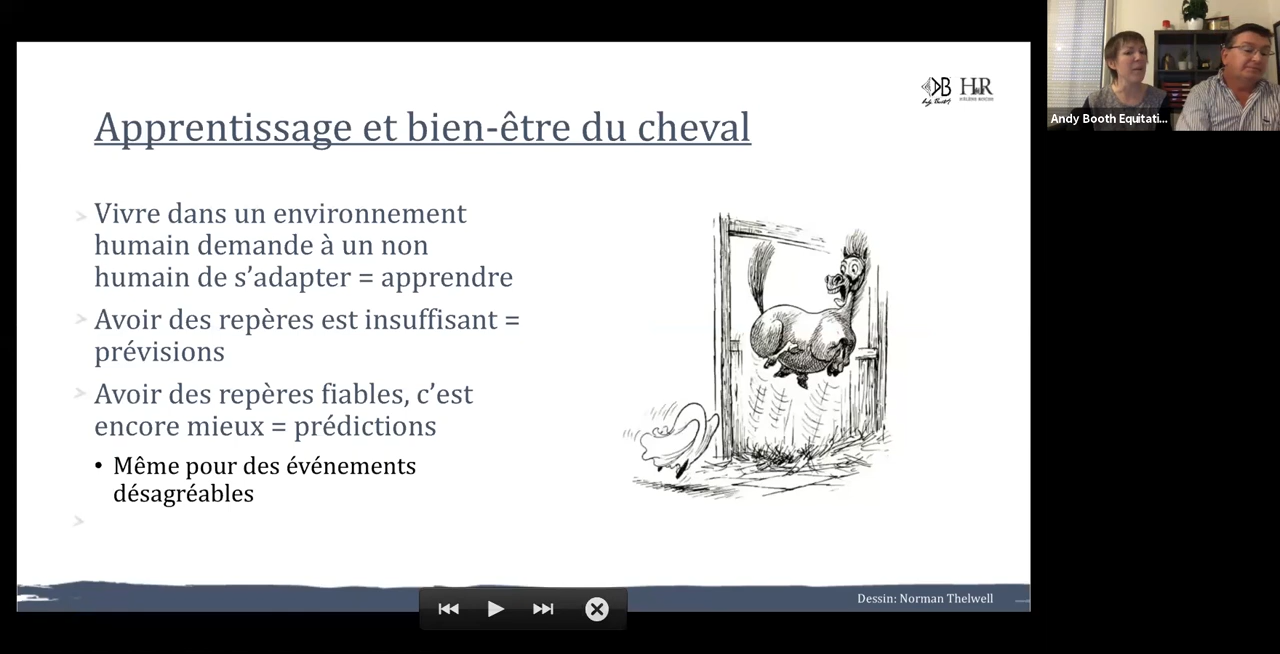 Apprentissage et bien-être du cheval
Vivre dans un environnement
humain demande à un non
humain de s’adapter = apprendre
Avoir des repères est insuffisant =
prévisions
Avoir des repères fiables, c’est
encore mieux = prédictions
• Même pour des événements
désagréables
Dessin: Norman Thelwell
HR
Andy Booth Equitati...